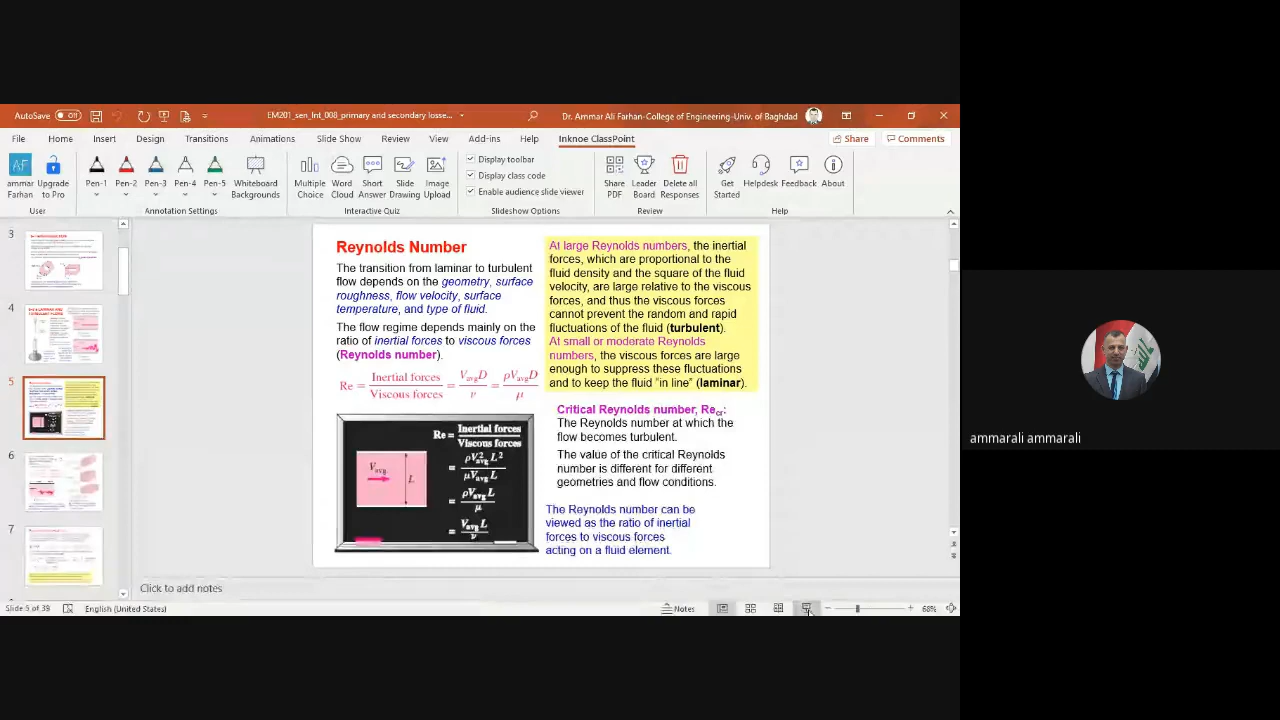 AutoSave Off EM201_sen_Int_008_primary and secondary losse... Dr. Ammar Ali Farhan-College of Engineering-Univ. of Baghdad
File Home Insert Design Transitions Animations Slide Show Review View Add-ins Help Inknoe ClassPoint Share Comments
AF
ammar Farhan
Upgrade to Pro
User
Pen-1 Pen-2 Pen-3 Pen-4 Pen-5
Whiteboard Backgrounds
Annotation Settings
Multiple Choice
Word Cloud
Short Answer
Slide Drawing
Image Upload
Interactive Quiz
Display toolbar
Display class code
Enable audience slide viewer
Slideshow Options
Share PDF
Leader Board
Delete all Responses
Review
Get Started
Helpdesk
Feedback
About
Help
3
4
5
6
7
Reynolds Number
The transition from laminar to turbulent
flow depends on the geometry, surface
roughness, flow velocity, surface
temperature, and type of fluid.
The flow regime depends mainly on the
ratio of inertial forces to viscous forces
(Reynolds number).
Re = Inertial forces / Viscous forces = VavgD / ν = ρVavgD / μ
Re = Inertial forces / Viscous forces
= ρV²avg L² / μVavg L
= ρVavg L / μ
= Vavg L / ν
Vavg
L
At large Reynolds numbers, the inertial
forces, which are proportional to the
fluid density and the square of the fluid
velocity, are large relative to the viscous
forces, and thus the viscous forces
cannot prevent the random and rapid
fluctuations of the fluid (turbulent).
At small or moderate Reynolds
numbers, the viscous forces are large
enough to suppress these fluctuations
and to keep the fluid "in line" (laminar).
Critical Reynolds number, Recr:
The Reynolds number at which the
flow becomes turbulent.
The value of the critical Reynolds
number is different for different
geometries and flow conditions.
The Reynolds number can be
viewed as the ratio of inertial
forces to viscous forces
acting on a fluid element.
Click to add notes
Slide 5 of 39 English (United States) Notes 68%
ammarali ammarali